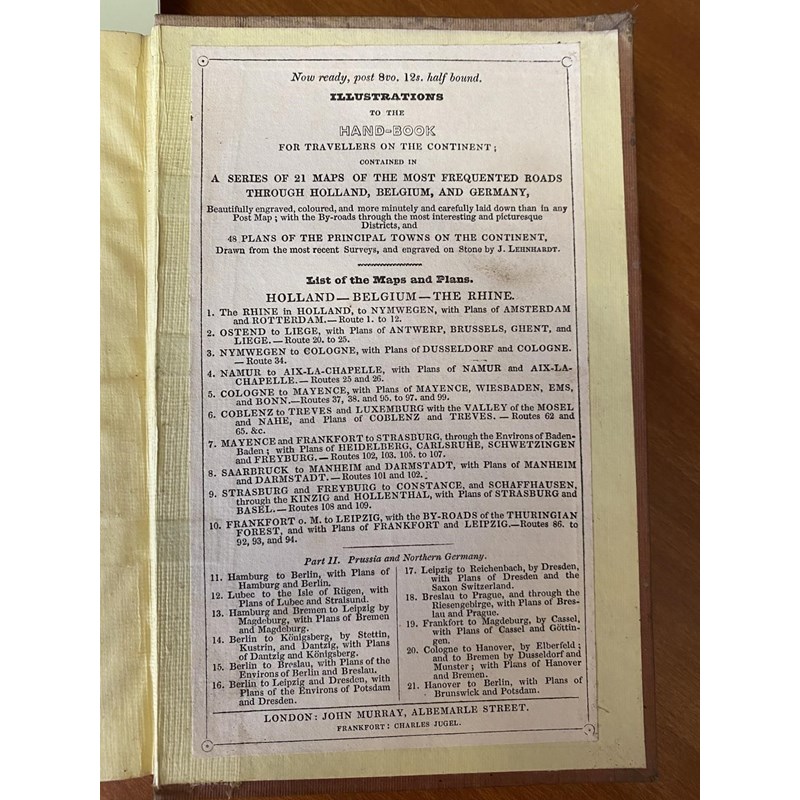 Now ready, post 8vo. 12s. half bound.
ILLUSTRATIONS
TO THE
HAND-BOOK
FOR TRAVELLERS ON THE CONTINENT;
CONTAINED IN
A SERIES OF 21 MAPS OF THE MOST FREQUENTED ROADS
THROUGH HOLLAND, BELGIUM, AND GERMANY,
Beautifully engraved, coloured, and more minutely and carefully laid down than in any
Post Map; with the By-roads through the most interesting and picturesque
Districts, and
48 PLANS OF THE PRINCIPAL TOWNS ON THE CONTINENT,
Drawn from the most recent Surveys, and engraved on Stone by J. LEHNHARDT.
List of the Maps and Plans.
HOLLAND—BELGIUM—THE RHINE.
1. The RHINE in HOLLAND, to NYMWEGEN, with Plans of AMSTERDAM
and ROTTERDAM.—Route 1. to 12.
2. OSTEND to LIEGE, with Plans of ANTWERP, BRUSSELS, GHENT, and
LIEGE.—Route 20. to 25.
3. NYMWEGEN to COLOGNE, with Plans of DUSSELDORF and COLOGNE.
—Route 34.
4. NAMUR to AIX-LA-CHAPELLE, with Plans of NAMUR and AIX-LA-
CHAPELLE.—Routes 25 and 26.
5. COLOGNE to MAYENCE, with Plans of MAYENCE, WIESBADEN, EMS,
and BONN.—Routes 37, 38. and 95. to 97. and 99.
6. COBLENZ to TREVES and LUXEMBURG with the VALLEY of the MOSEL
and NAHE, and Plans of COBLENZ and TREVES.—Routes 62 and
65. &c.
7. MAYENCE and FRANKFORT to STRASBURG, through the Environs of Baden-
Baden; with Plans of HEIDELBERG, CARLSRUHE, SCHWETZINGEN
and FREYBURG.—Routes 102, 103. 105. to 107.
8. SAARBRUCK to MANHEIM and DARMSTADT, with Plans of MANHEIM
and DARMSTADT.—Routes 101 and 102.
9. STRASBURG and FREYBURG to CONSTANCE, and SCHAFFHAUSEN,
through the KINZIG and HOLLENTHAL, with Plans of STRASBURG and
BASEL.—Routes 108 and 109.
10. FRANKFORT o. M. to LEIPZIG, with the BY-ROADS of the THURINGIAN
FOREST, and with Plans of FRANKFORT and LEIPZIG.—Routes 86. to
92, 93, and 94.
Part II. Prussia and Northern Germany.
11. Hamburg to Berlin, with Plans of
Hamburg and Berlin.
12. Lubec to the Isle of Rügen, with
Plans of Lubec and Stralsund.
13. Hamburg and Bremen to Leipzig by
Magdeburg, with Plans of Bremen
and Magdeburg.
14. Berlin to Königsberg, by Stettin,
Kustrin, and Dantzig, with Plans
of Dantzig and Königsberg.
15. Berlin to Breslau, with Plans of the
Environs of Berlin and Breslau.
16. Berlin to Leipzig and Dresden, with
Plans of the Environs of Potsdam
and Dresden.
17. Leipzig to Reichenbach, by Dresden,
with Plans of Dresden and the
Saxon Switzerland.
18. Breslau to Prague, and through the
Riesengebirge, with Plans of Bres-
lau and Prague.
19. Frankfort to Magdeburg, by Cassel,
with Plans of Cassel and Göttin-
gen.
20. Cologne to Hanover, by Elberfeld;
and to Bremen by Dusseldorf and
Munster; with Plans of Hanover
and Bremen.
21. Hanover to Berlin, with Plans of
Brunswick and Potsdam.
LONDON: JOHN MURRAY, ALBEMARLE STREET.
FRANKFORT: CHARLES JUGEL.